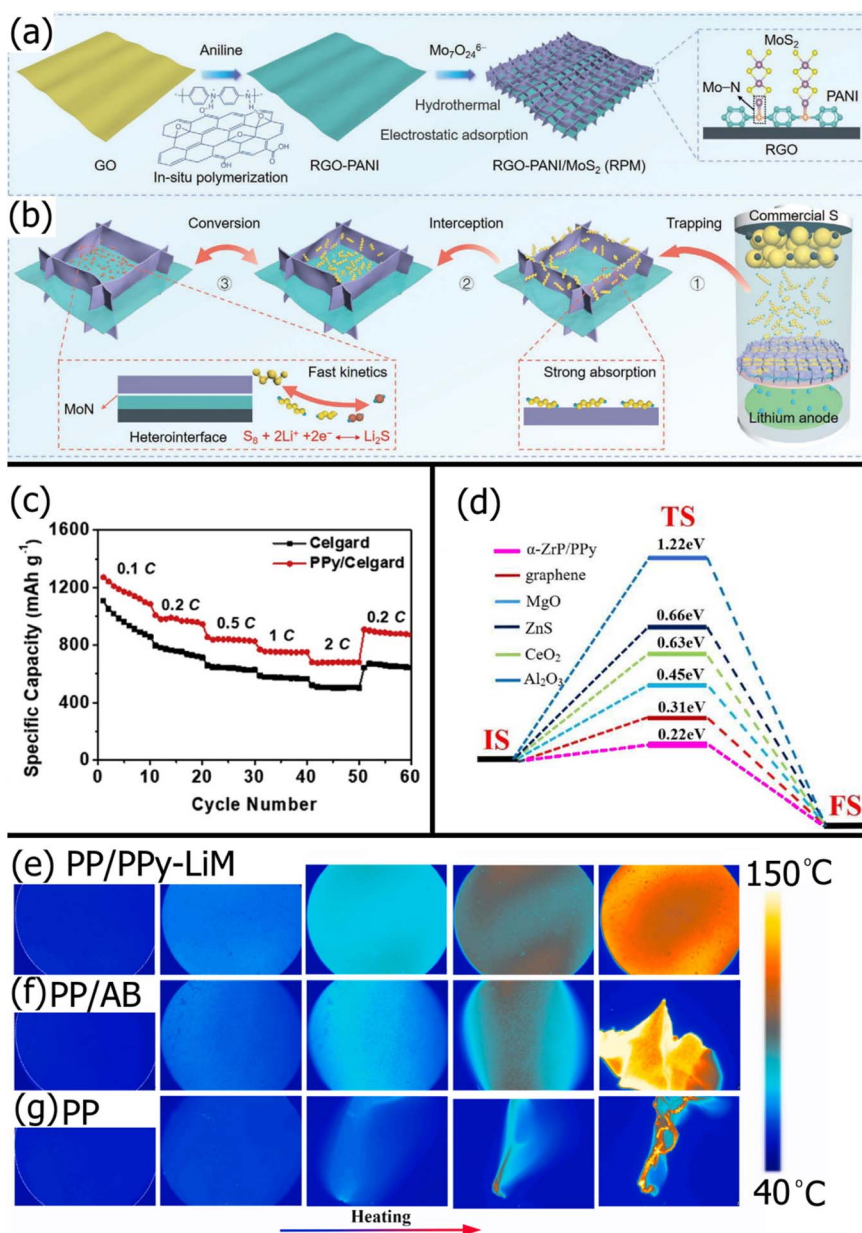 (a)
Aniline
Mo₇O₂₄⁶⁻
Hydrothermal
Electrostatic adsorption
GO
In-situ polymerization
RGO-PANI
RGO-PANI/MoS₂ (RPM)
MoS₂
Mo–N
PANI
RGO
(b)
Conversion
Interception
Trapping
Commercial S
③
②
①
Fast kinetics
MoN
Heterointerface
S₈ + 2Li⁺ +2e⁻ ⟷ Li₂S
Strong absorption
Lithium anode
(c)
Specific Capacity (mAh g⁻¹)
1600
1200
800
400
0
Celgard
PPy/Celgard
0.1 C
0.2 C
0.5 C
1 C
2 C
0.2 C
0 10 20 30 40 50 60
Cycle Number
(d)
TS
α-ZrP/PPy
graphene
MgO
ZnS
CeO₂
Al₂O₃
1.22eV
0.66eV
0.63eV
0.45eV
0.31eV
0.22eV
IS
FS
(e) PP/PPy-LiM
150°C
(f) PP/AB
(g) PP
40°C
Heating